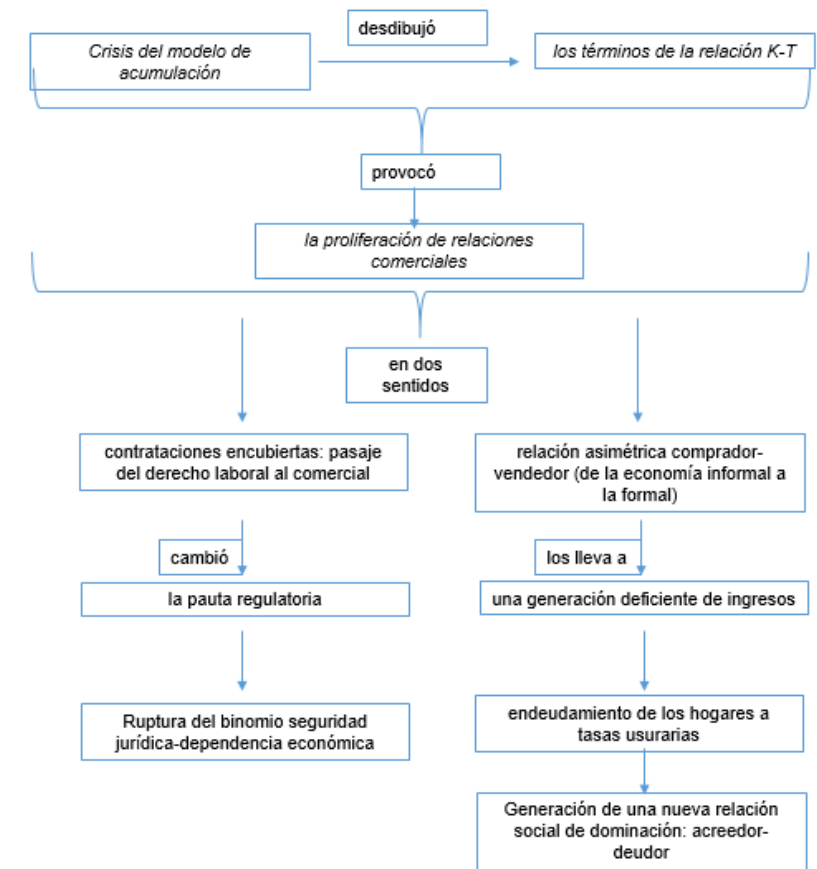 desdibujó
Crisis del modelo de
acumulación
los términos de la relación K-T
provocó
la proliferación de relaciones
comerciales
en dos
sentidos
contrataciones encubiertas: pasaje
del derecho laboral al comercial
relación asimétrica comprador-
vendedor (de la economía informal a
la formal)
cambió
los lleva a
la pauta regulatoria
una generación deficiente de ingresos
Ruptura del binomio seguridad
jurídica-dependencia económica
endeudamiento de los hogares a
tasas usurarias
Generación de una nueva relación
social de dominación: acreedor-
deudor